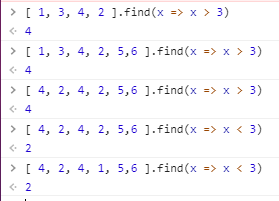 > [ 1, 3, 4, 2 ].find(x => x > 3)
< 4
> [ 1, 3, 4, 2, 5,6 ].find(x => x > 3)
< 4
> [ 4, 2, 4, 2, 5,6 ].find(x => x > 3)
< 4
> [ 4, 2, 4, 2, 5,6 ].find(x => x < 3)
< 2
> [ 4, 2, 4, 1, 5,6 ].find(x => x < 3)
< 2